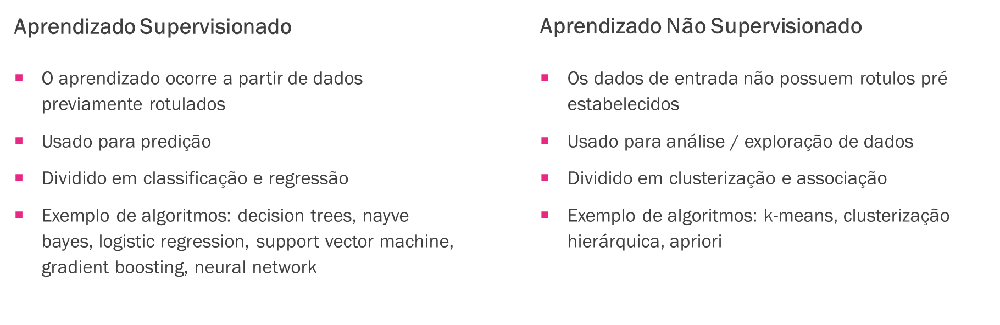 Aprendizado Supervisionado
O aprendizado ocorre a partir de dados
previamente rotulados
Usado para predição
Dividido em classificação e regressão
Exemplo de algoritmos: decision trees, nayve
bayes, logistic regression, support vector machine,
gradient boosting, neural network
Aprendizado Não Supervisionado
Os dados de entrada não possuem rotulos pré
estabelecidos
Usado para análise / exploração de dados
Dividido em clusterização e associação
Exemplo de algoritmos: k-means, clusterização
hierárquica, apriori